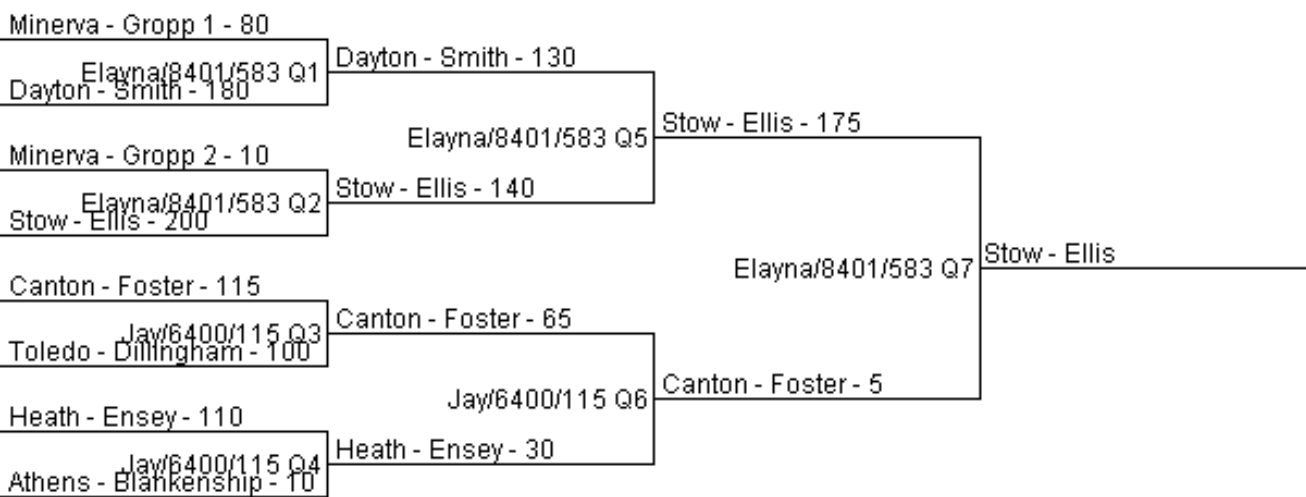 Minerva - Gropp 1 - 80
Dayton - Smith - 130
Elayna/8401/583 Q1
Dayton - Smith - 180
Stow - Ellis - 175
Elayna/8401/583 Q5
Minerva - Gropp 2 - 10
Stow - Ellis - 140
Elayna/8401/583 Q2
Stow - Ellis - 200
Stow - Ellis
Elayna/8401/583 Q7
Canton - Foster - 115
Canton - Foster - 65
Jay/6400/115 Q3
Toledo - Dillingham - 100
Canton - Foster - 5
Jay/6400/115 Q6
Heath - Ensey - 110
Heath - Ensey - 30
Jay/6400/115 Q4
Athens - Blankenship - 10